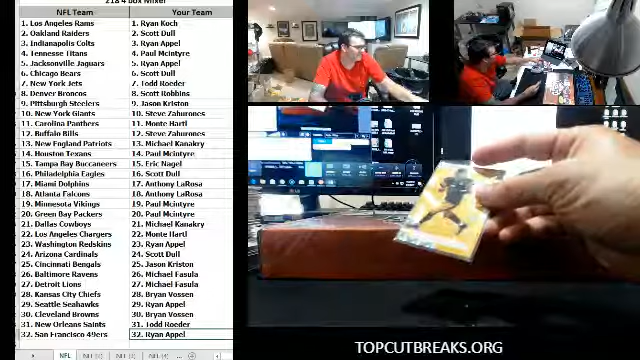 218 4 Box Mixer
NFL Team Your Team
1. Los Angeles Rams 1. Ryan Koch
2. Oakland Raiders 2. Scott Dull
3. Indianapolis Colts 3. Ryan Appel
4. Tennesse Titans 4. Paul Mcintyre
5. Jacksonville Jaguars 5. Ryan Appel
6. Chicago Bears 6. Scott Dull
7. New York Jets 7. Todd Roeder
8. Denver Broncos 8. Scott Robbins
9. Pittsburgh Steelers 9. Jason Kriston
10. New York Giants 10. Steve Zaburones
11. Carolina Panthers 11. Monte Hartl
12. Buffalo Bills 12. Steve Zaburones
13. New England Patriots 13. Michael Kanakry
14. Houston Texans 14. Paul Mcintyre
15. Tampa Bay Buccaneers 15. Eric Nagel
16. Philadelphia Eagles 16. Scott Dull
17. Miami Dolphins 17. Anthony LaRosa
18. Atlanta Falcons 18. Anthony LaRosa
19. Minnesota Vikings 19. Paul Mcintyre
20. Green Bay Packers 20. Paul Mcintyre
21. Dallas Cowboys 21. Michael Kanakry
22. Los Angeles Chargers 22. Monte Hartl
23. Washington Redskins 23. Ryan Appel
24. Arizona Cardinals 24. Scott Dull
25. Cincinnati Bengals 25. Jason Kriston
26. Baltimore Ravens 26. Michael Fasula
27. Detroit Lions 27. Michael Fasula
28. Kansas City Chiefs 28. Bryan Vossen
29. Seattle Seahawks 29. Ryan Appel
30. Cleveland Browns 30. Bryan Vossen
31. New Orleans Saints 31. Todd Roeder
32. San Francisco 49ers 32. Ryan Appel
NFL
TOPCUTBREAKS.ORG